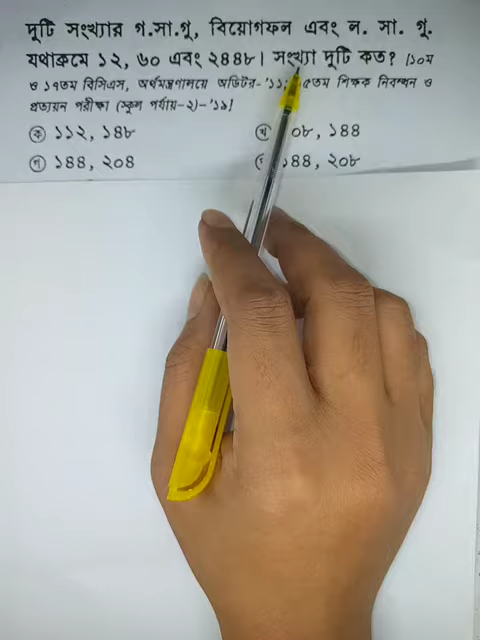 দুটি সংখ্যার গ.সা.গু, বিয়োগফল এবং ল. সা. গু.
যথাক্রমে ১২, ৬০ এবং ২৪৪৮। সংখ্যা দুটি কত? [১০ম
ও ১৭তম বিসিএস, অর্থমন্ত্রণালয়ে অডিটর-'১১; ৫তম শিক্ষক নিবন্ধন ও
প্রত্যয়ন পরীক্ষা (স্কুল পর্যায়-২)-'১৯]
(ক) ১১২, ১৪৮ (খ) ০৮, ১৪৪
(গ) ১৪৪, ২০৪ ১৪৪, ২০৮